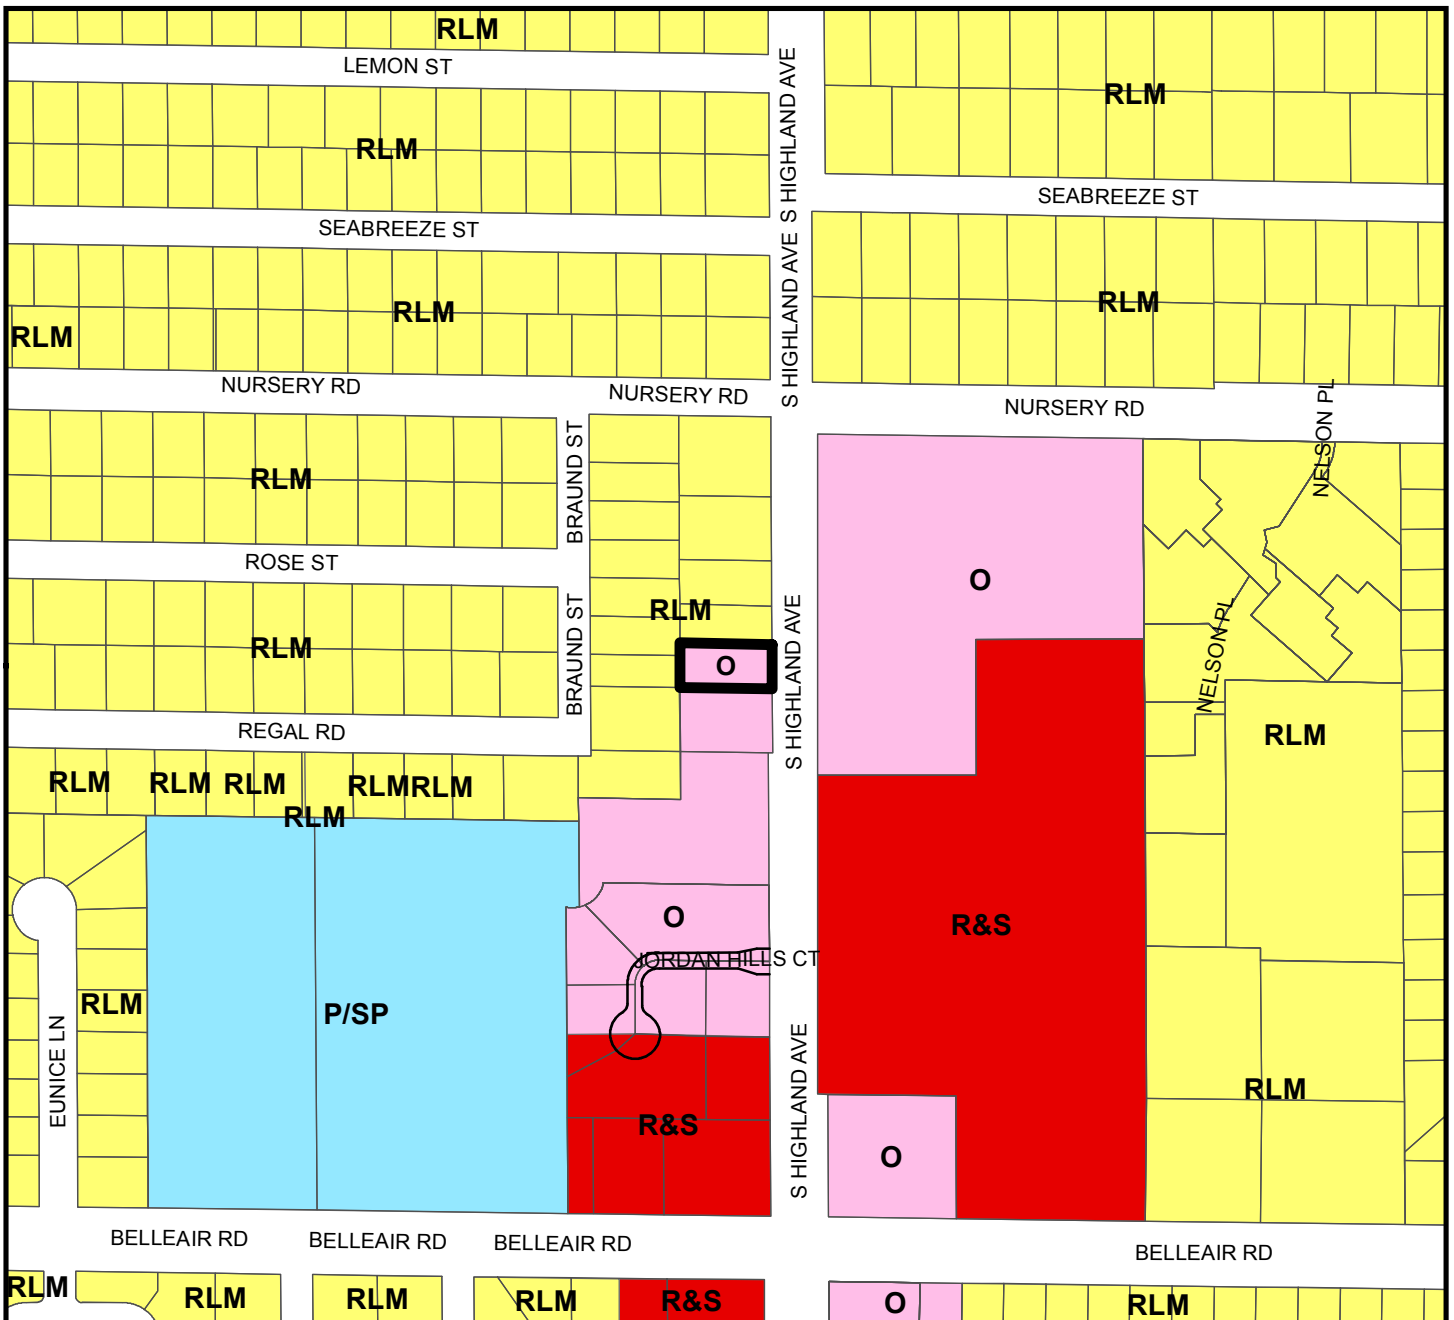 RLM
LEMON ST
S HIGHLAND AVE
RLM
RLM
SEABREEZE ST
SEABREEZE ST
S HIGHLAND AVE
RLM
RLM
RLM
NURSERY RD
NURSERY RD
NURSERY RD
NELSON PL
BRAUND ST
RLM
ROSE ST
O
RLM
BRAUND ST
RLM
O
S HIGHLAND AVE
NELSON PL
REGAL RD
RLM
RLM
RLM
RLM
RLM
RLM
RLM
O
R&S
JORDAN HILLS CT
RLM
P/SP
EUNICE LN
RLM
R&S
S HIGHLAND AVE
O
BELLEAIR RD
BELLEAIR RD
BELLEAIR RD
BELLEAIR RD
RLM
RLM
RLM
RLM
R&S
O
RLM